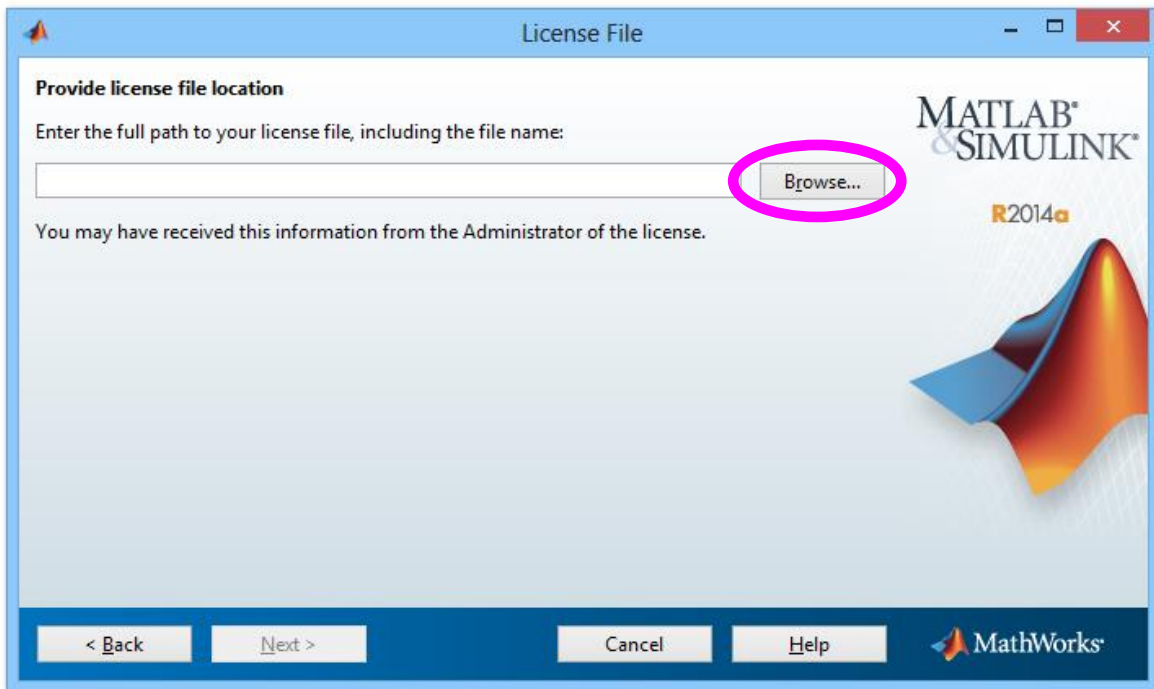 License File
Provide license file location
Enter the full path to your license file, including the file name:
Browse...
You may have received this information from the Administrator of the license.
MATLAB®
&SIMULINK®
R2014a
< Back
Next >
Cancel
Help
MathWorks®